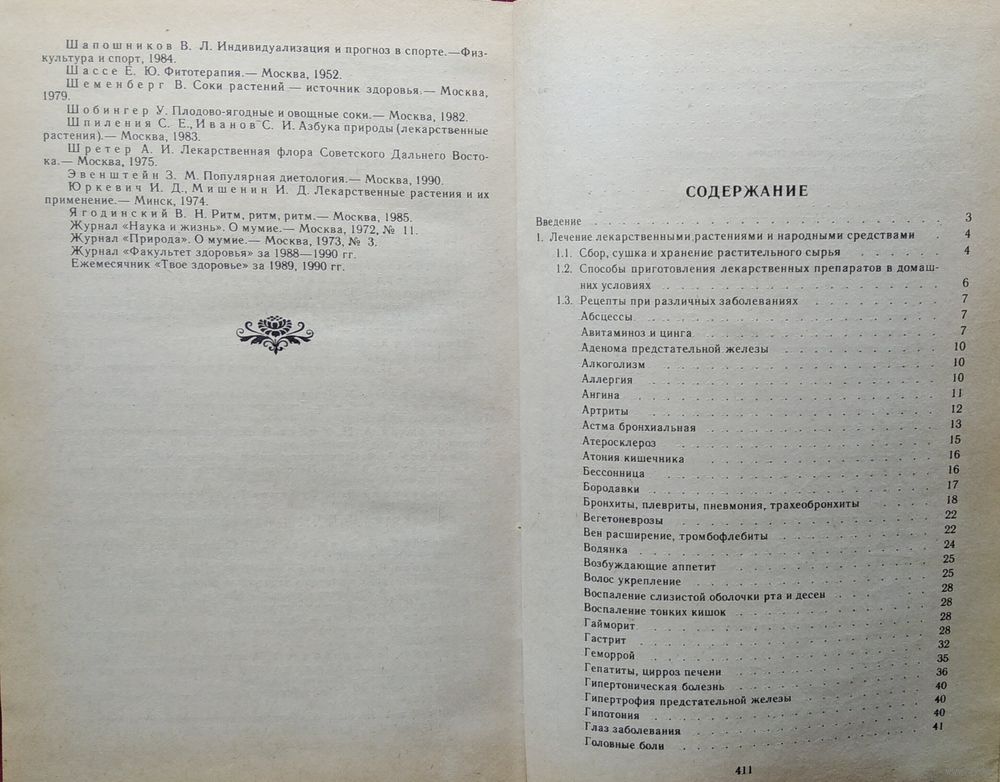 Шапошников В. Л. Индивидуализация и прогноз в спорте.—Физ-
культура и спорт, 1984.
Шассе Е. Ю. Фитотерапия.— Москва, 1952.
Шеменберг В. Соки растений — источник здоровья.— Москва,
1979.
Шобингер У. Плодово-ягодные и овощные соки.— Москва, 1982.
Шпиления С. Е., Иванов С. И. Азбука природы (лекарственные
растения).— Москва, 1983.
Шретер А. И. Лекарственная флора Советского Дальнего Восто-
ка.— Москва, 1975.
Эвенштейн З. М. Популярная диетология.— Москва, 1990.
Юркевич И. Д., Мишенин И. Д. Лекарственные растения и их
применение.— Минск, 1974.
Ягодинский В. Н. Ритм, ритм, ритм.— Москва, 1985.
Журнал «Наука и жизнь». О мумие.— Москва, 1972, № 11.
Журнал «Природа». О мумие.— Москва, 1973, № 3.
Журнал «Факультет здоровья» за 1988—1990 гг.
Ежемесячник «Твое здоровье» за 1989, 1990 гг.
СОДЕРЖАНИЕ
Введение 3
1. Лечение лекарственными растениями и народными средствами 4
1.1. Сбор, сушка и хранение растительного сырья 4
1.2. Способы приготовления лекарственных препаратов в домаш-
них условиях 6
1.3. Рецепты при различных заболеваниях 7
Абсцессы 7
Авитаминоз и цинга 7
Аденома предстательной железы 10
Алкоголизм 10
Аллергия 10
Ангина 11
Артриты 12
Астма бронхиальная 13
Атеросклероз 15
Атония кишечника 16
Бессонница 16
Бородавки 17
Бронхиты, плевриты, пневмония, трахеобронхиты 18
Вегетоневрозы 22
Вен расширение, тромбофлебиты 22
Водянка 24
Возбуждающие аппетит 25
Волос укрепление 25
Воспаление слизистой оболочки рта и десен 28
Воспаление тонких кишок 28
Гайморит 28
Гастрит 28
Геморрой 32
Гепатиты, цирроз печени 35
Гипертоническая болезнь 36
Гипертрофия предстательной железы 40
Гипотония 40
Глаз заболевания 40
Головные боли 41
411